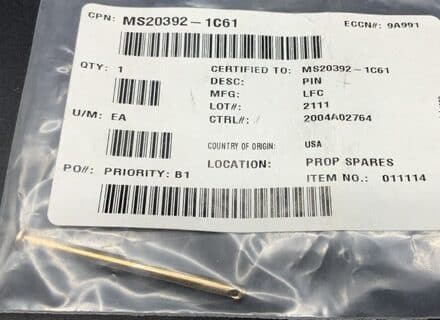 CPN: MS20392-1C61 ECCN#: 9A991
QTY: 1 CERTIFIED TO: MS20392-1C61
DESC: PIN
MFG: LFC
LOT#: 2111
U/M: EA CTRL#: 2004A02764
COUNTRY OF ORIGIN: USA
PO#: PRIORITY: B1 LOCATION: PROP SPARES
ITEM NO.: 011114